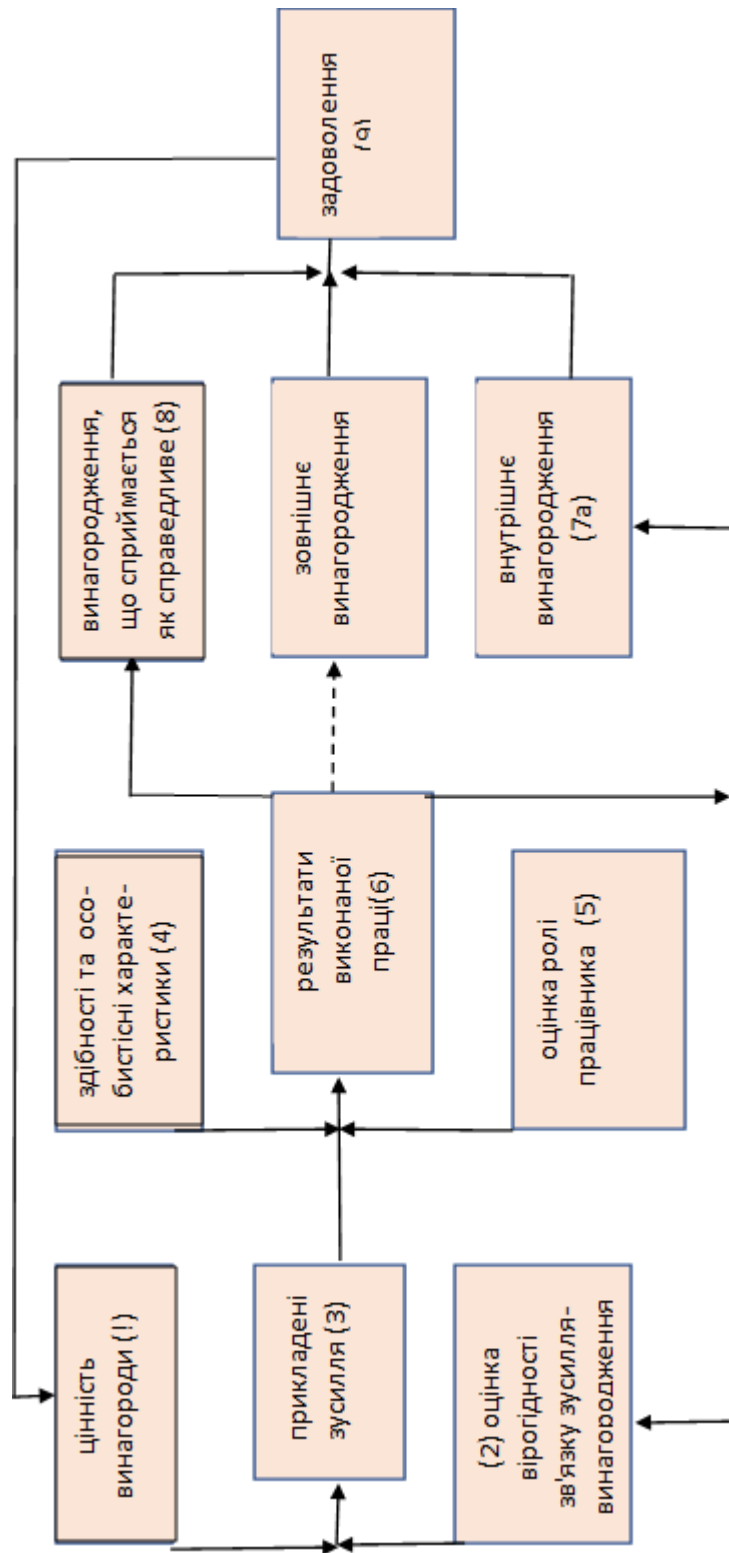 цінність
винагороди (!)
прикладені
зусилля (3)
(2) оцінка
вірогідності
зв'язку зусилля-
винагородження
здібності та осо-
бистісні характе-
ристики (4)
результати
виконаної
праці(6)
оцінка ролі
працівника (5)
винагородження,
що сприймається
як справедливе (8)
зовнішнє
винагородження
внутрішнє
винагородження
(7а)
задоволення
(9)